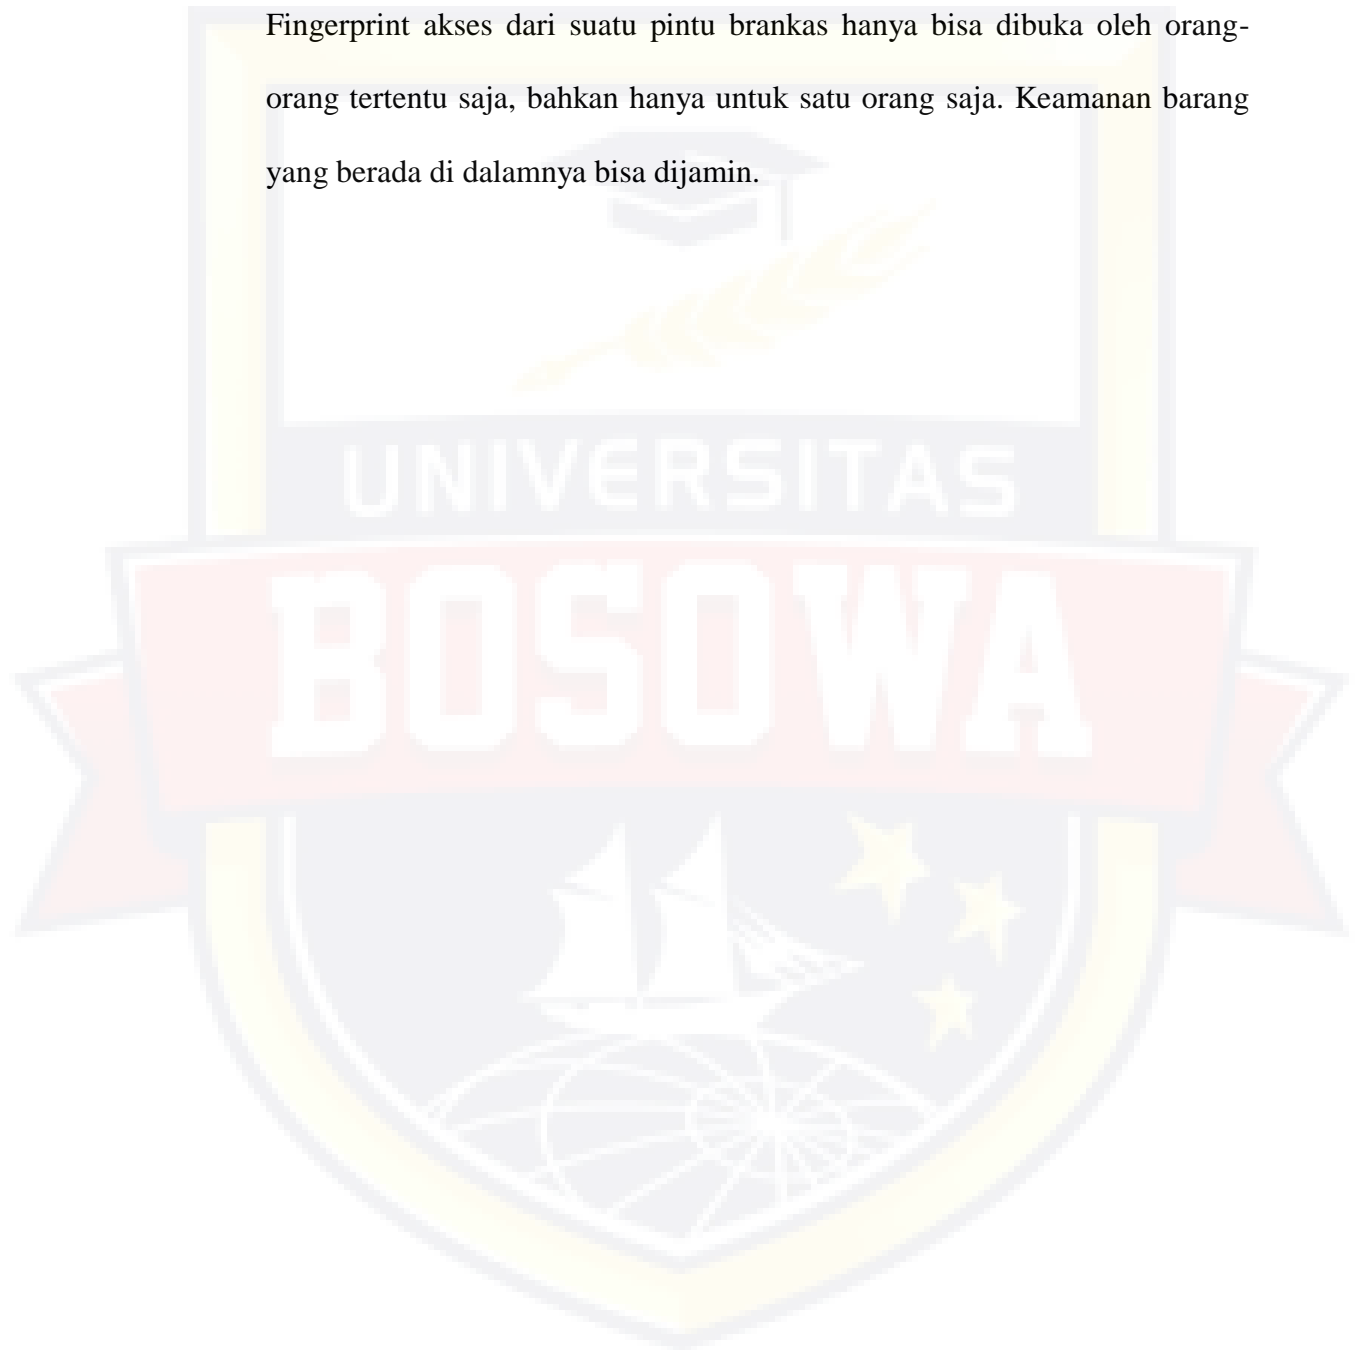 Fingerprint akses dari suatu pintu brankas hanya bisa dibuka oleh orang-
orang tertentu saja, bahkan hanya untuk satu orang saja. Keamanan barang
yang berada di dalamnya bisa dijamin.
UNIVERSITAS
BOSOWA